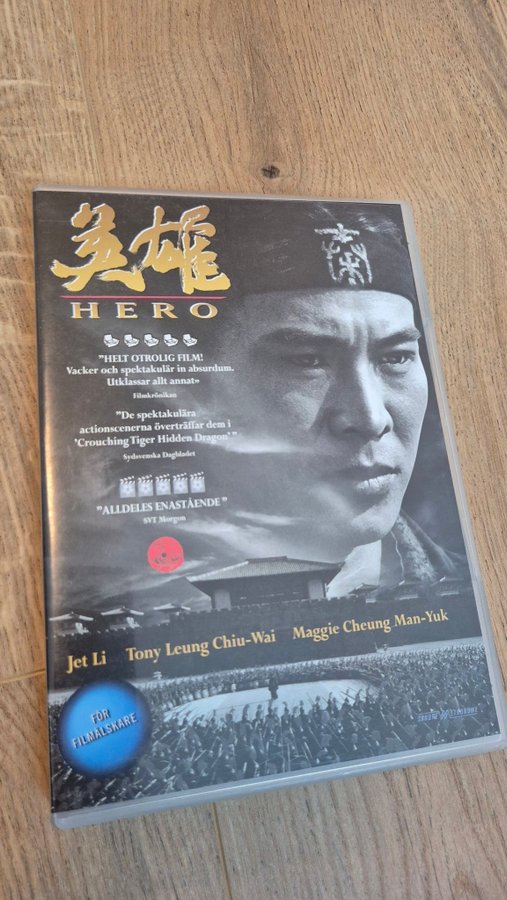 英雄
HERO
"HELT OTROLIG FILM!
Vacker och spektakulär in absurdum.
Utklassar allt annat»
Filmkrönikan
"De spektakulära
actionscenerna överträffar dem i
'Crouching Tiger Hidden Dragon'"
Sydsvenska Dagbladet
"ALLDELES ENASTÅENDE"
SVT Morgon
Jet Li Tony Leung Chiu-Wai Maggie Cheung Man-Yuk
FÖR
FILMÄLSKARE